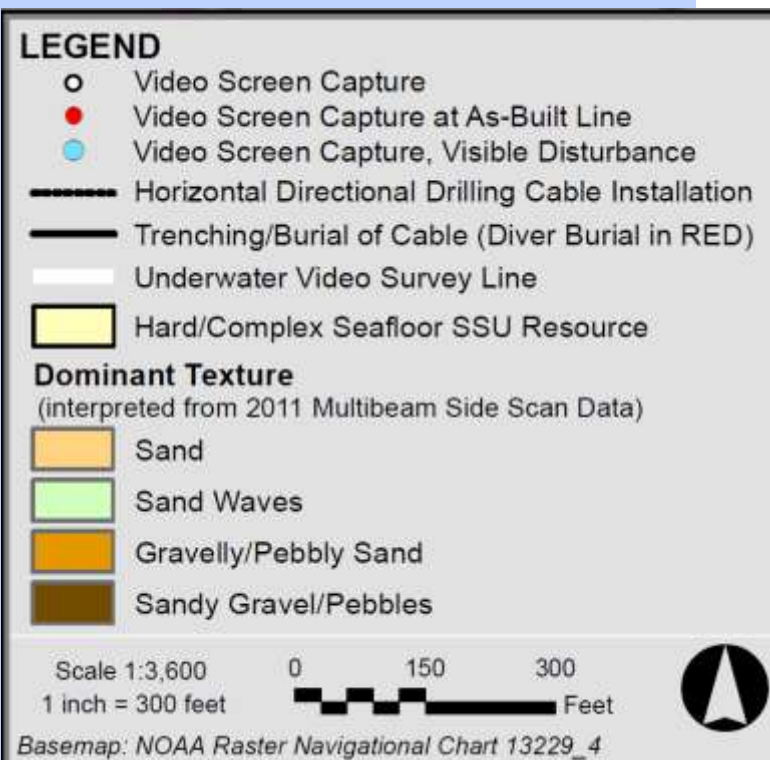 LEGEND
Video Screen Capture
Video Screen Capture at As-Built Line
Video Screen Capture, Visible Disturbance
Horizontal Directional Drilling Cable Installation
Trenching/Burial of Cable (Diver Burial in RED)
Underwater Video Survey Line
Hard/Complex Seafloor SSU Resource
Dominant Texture
(interpreted from 2011 Multibeam Side Scan Data)
Sand
Sand Waves
Gravelly/Pebbly Sand
Sandy Gravel/Pebbles
Scale 1:3,600
1 inch = 300 feet
0 150 300
Feet
Basemap: NOAA Raster Navigational Chart 13229_4